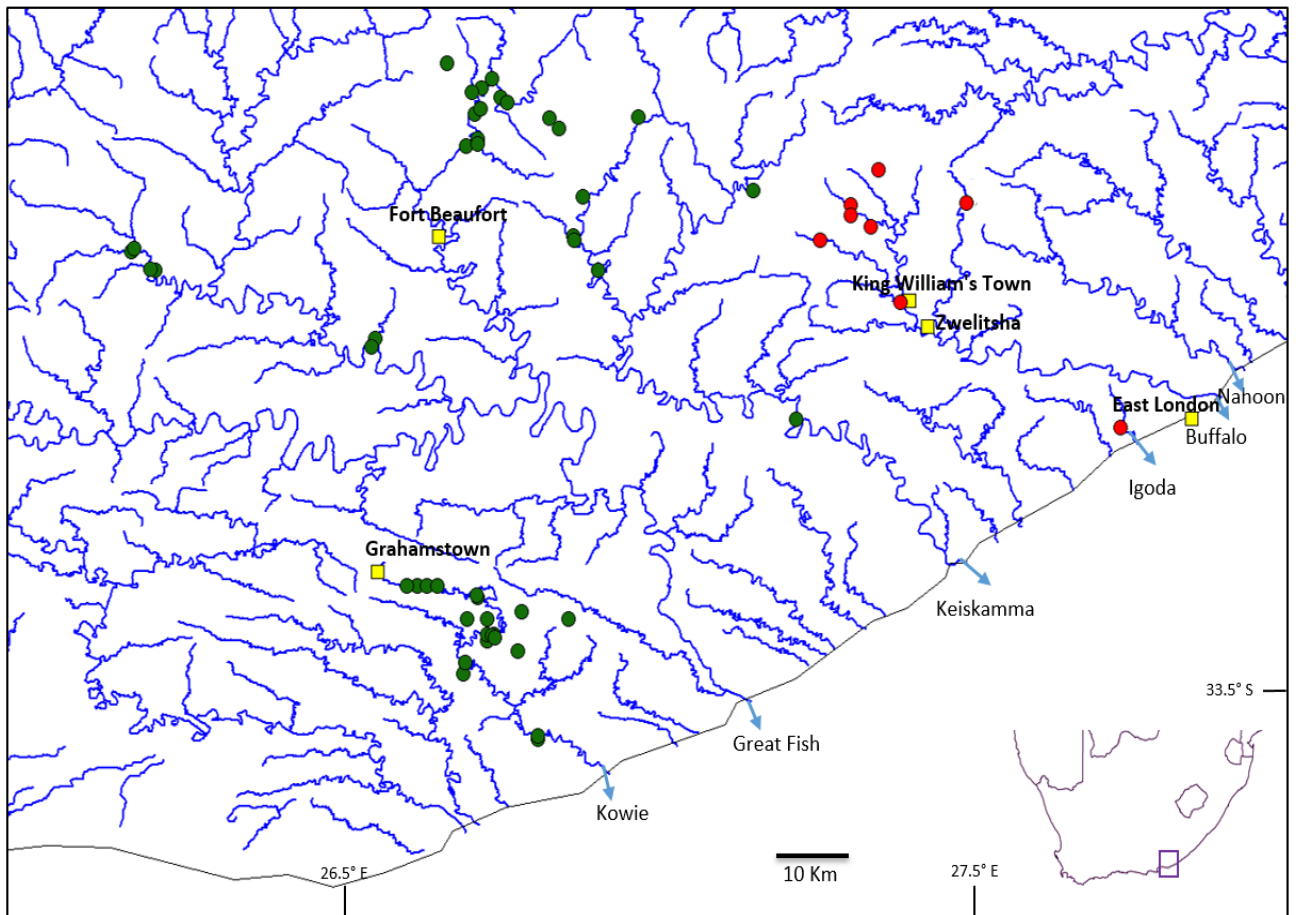 Fort Beaufort
King William's Town
Zwelitsha
Nahoon
East London
Buffalo
Igoda
Grahamstown
Keiskamma
33.5° S
Great Fish
Kowie
10 Km
26.5° E
27.5° E